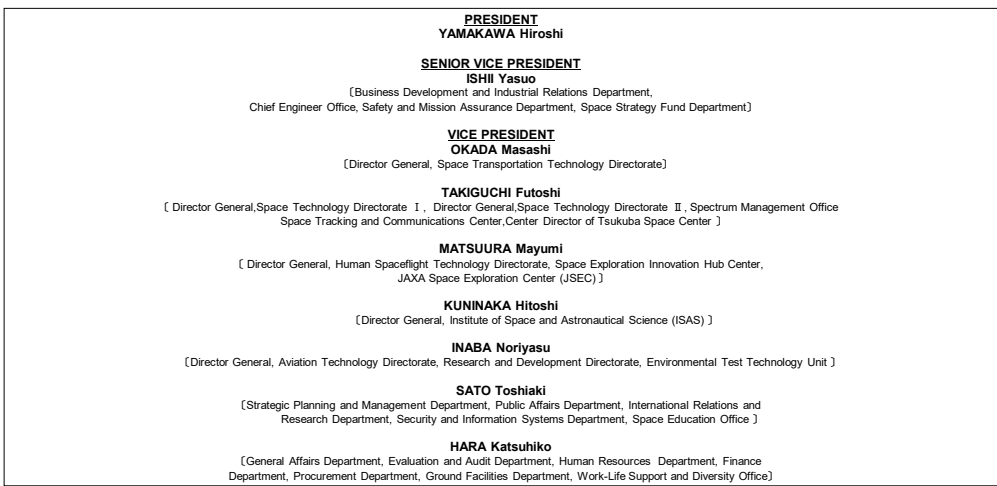 PRESIDENT
YAMAKAWA Hiroshi
SENIOR VICE PRESIDENT
ISHII Yasuo
〔Business Development and Industrial Relations Department,
Chief Engineer Office, Safety and Mission Assurance Department, Space Strategy Fund Department〕
VICE PRESIDENT
OKADA Masashi
〔Director General, Space Transportation Technology Directorate〕
TAKIGUCHI Futoshi
〔 Director General,Space Technology Directorate Ⅰ, Director General,Space Technology Directorate Ⅱ, Spectrum Management Office
Space Tracking and Communications Center,Center Director of Tsukuba Space Center 〕
MATSUURA Mayumi
〔 Director General, Human Spaceflight Technology Directorate, Space Exploration Innovation Hub Center,
JAXA Space Exploration Center (JSEC) 〕
KUNINAKA Hitoshi
〔Director General, Institute of Space and Astronautical Science (ISAS) 〕
INABA Noriyasu
〔Director General, Aviation Technology Directorate, Research and Development Directorate, Environmental Test Technology Unit 〕
SATO Toshiaki
〔Strategic Planning and Management Department, Public Affairs Department, International Relations and
Research Department, Security and Information Systems Department, Space Education Office 〕
HARA Katsuhiko
〔General Affairs Department, Evaluation and Audit Department, Human Resources Department, Finance
Department, Procurement Department, Ground Facilities Department, Work-Life Support and Diversity Office〕